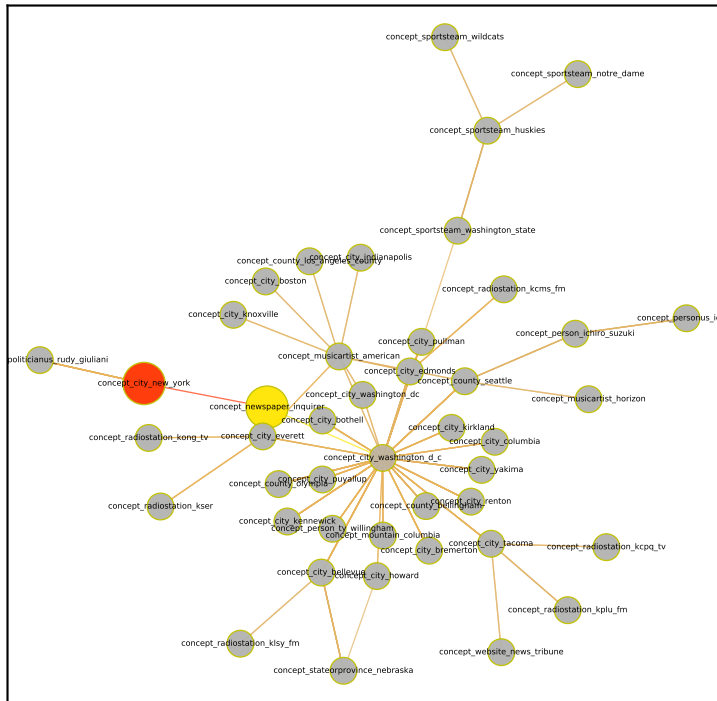 concept_sportsteam_wildcats
concept_sportsteam_notre_dame
concept_sportsteam_huskies
concept_sportsteam_washington_state
concept_city_indianapolis
concept_county_los_angeles_county
concept_city_boston
concept_radiostation_kcms_fm
concept_city_knoxville
concept_personus_ic
concept_person_ichiro_suzuki
concept_city_pullman
concept_musicartist_american
politicianus_rudy_giuliani
concept_city_edmonds
concept_county_seattle
concept_city_new_york
concept_city_washington_dc
concept_musicartist_horizon
concept_newspaper_inquirer
concept_city_bothell
concept_city_kirkland
concept_radiostation_kong_tv
concept_city_everett
concept_city_columbia
concept_city_washington_d_c
concept_city_yakima
concept_city_puyallup
concept_county_olympia
concept_city_renton
concept_radiostation_kser
concept_county_bellingham
concept_city_kennewick
concept_person_ty_willingham
concept_mountain_columbia
concept_city_tacoma
concept_radiostation_kcpq_tv
concept_city_bremerton
concept_city_bellevue
concept_city_howard
concept_radiostation_kplu_fm
concept_radiostation_klsy_fm
concept_website_news_tribune
concept_stateorprovince_nebraska